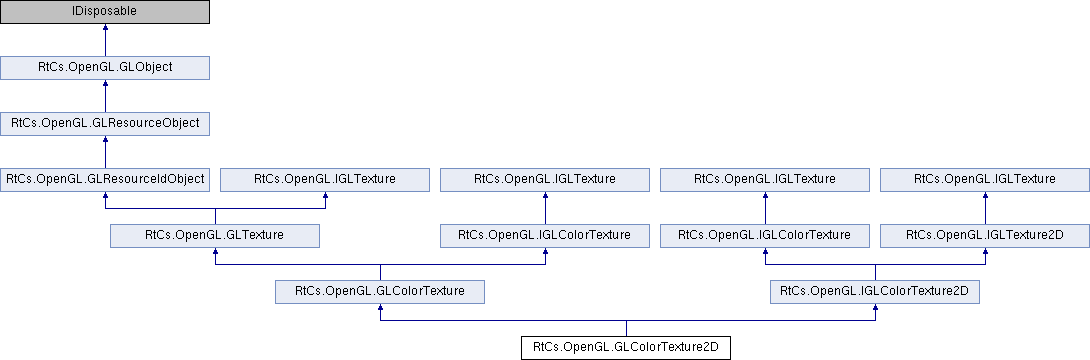 IDisposable
RtCs.OpenGL.GLObject
RtCs.OpenGL.GLResourceObject
RtCs.OpenGL.GLResourceIdObject
RtCs.OpenGL.IGLTexture
RtCs.OpenGL.IGLTexture
RtCs.OpenGL.IGLTexture
RtCs.OpenGL.IGLTexture
RtCs.OpenGL.GLTexture
RtCs.OpenGL.IGLColorTexture
RtCs.OpenGL.IGLColorTexture
RtCs.OpenGL.IGLTexture2D
RtCs.OpenGL.GLColorTexture
RtCs.OpenGL.IGLColorTexture2D
RtCs.OpenGL.GLColorTexture2D